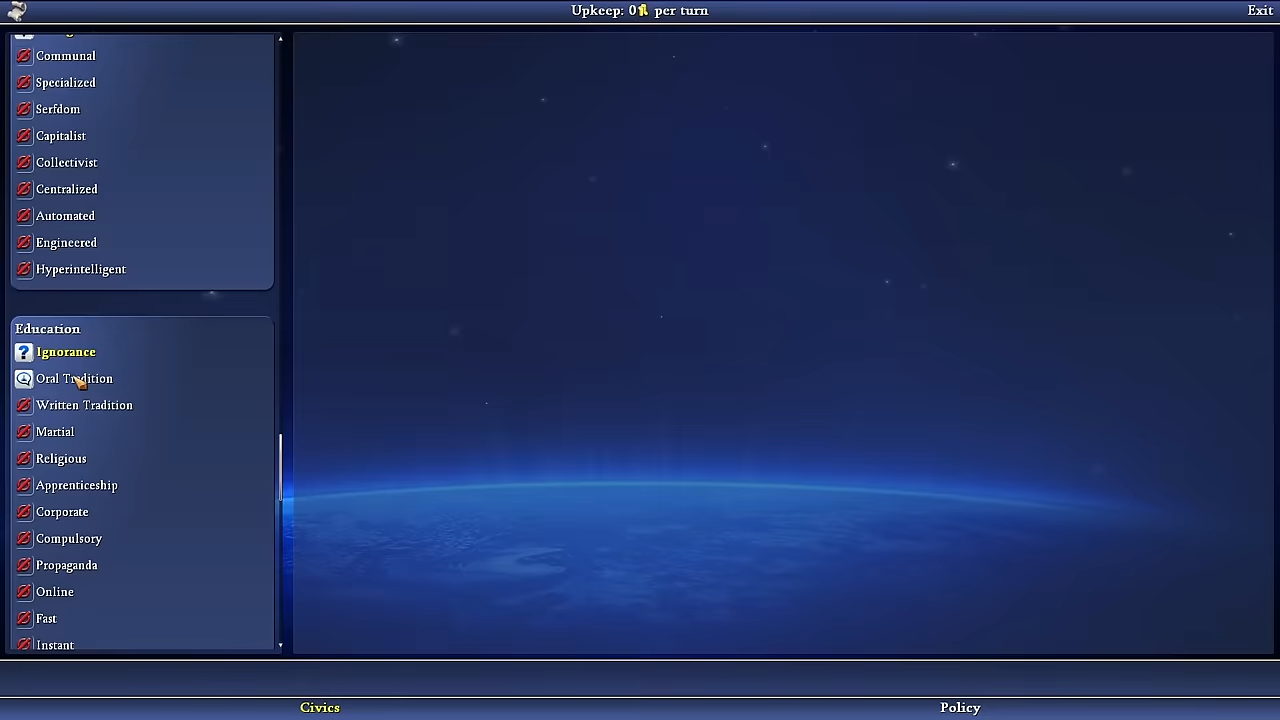 Upkeep: 0 per turn
Exit
Communal
Specialized
Serfdom
Capitalist
Collectivist
Centralized
Automated
Engineered
Hyperintelligent
Education
Ignorance
Oral Tradition
Written Tradition
Martial
Religious
Apprenticeship
Corporate
Compulsory
Propaganda
Online
Fast
Instant
Civics
Policy